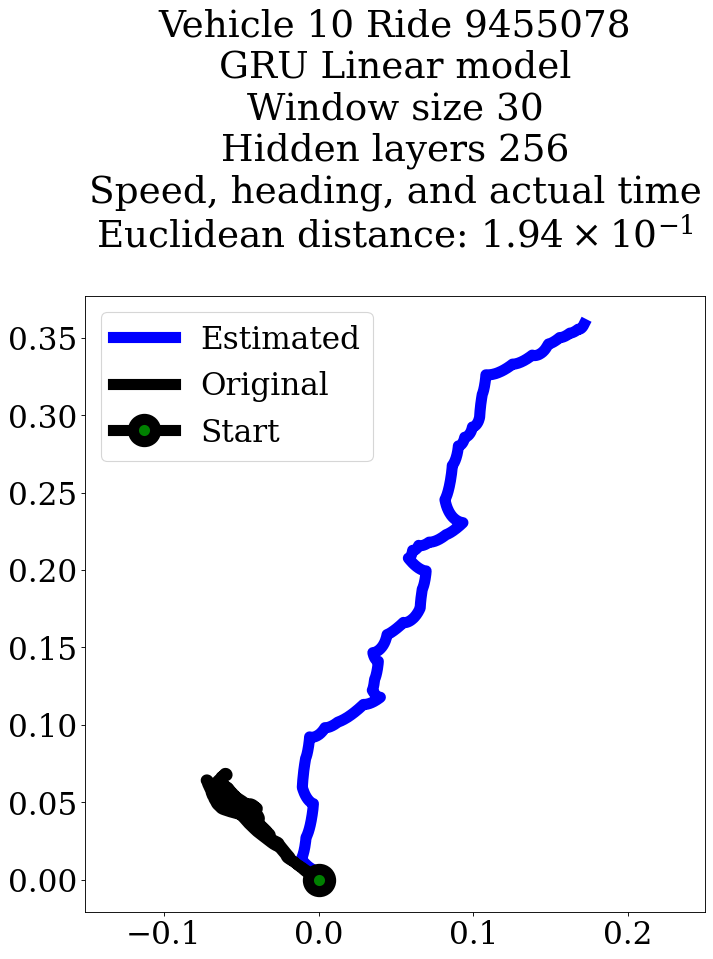 Vehicle 10 Ride 9455078
GRU Linear model
Window size 30
Hidden layers 256
Speed, heading, and actual time
Euclidean distance: 1.94 × 10⁻¹
Estimated
Original
Start
0.35
0.30
0.25
0.20
0.15
0.10
0.05
0.00
−0.1 0.0 0.1 0.2